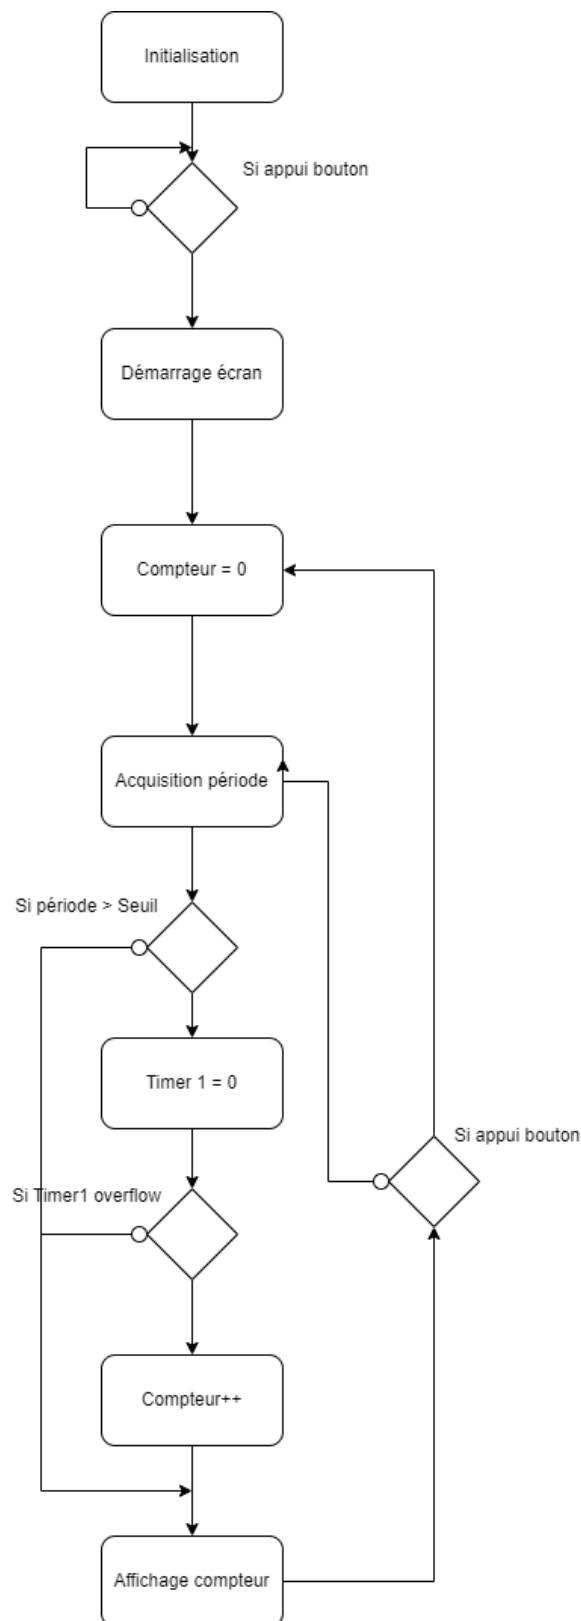 Initialisation
Si appui bouton
Démarrage écran
Compteur = 0
Acquisition période
Si période > Seuil
Timer 1 = 0
Si appui bouton
Si Timer1 overflow
Compteur++
Affichage compteur